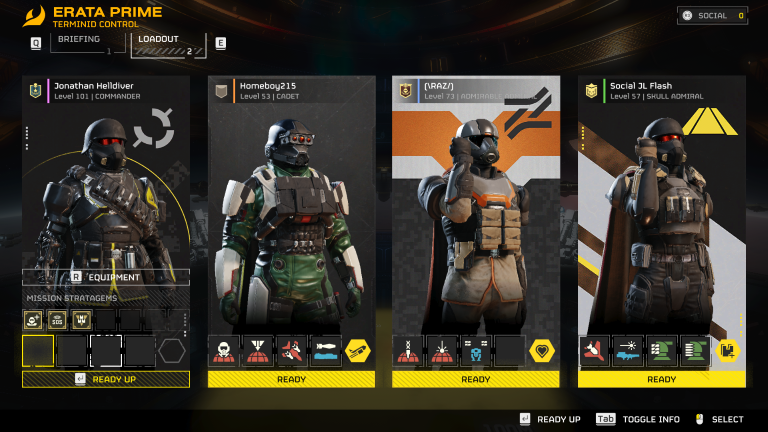 ERATA PRIME
TERMINID CONTROL
SOCIAL 0
Q
BRIEFING
1
LOADOUT
2
E
Jonathan Helldiver
Level 101 | COMMANDER
Homeboy215
Level 53 | CADET
(\RAZ/)
Level 73 | ADMIRABLE
Social JL Flash
Level 57 | SKULL ADMIRAL
R EQUIPMENT
MISSION STRATAGEMS
SOS
READY UP
READY
READY
READY
READY UP
Tab TOGGLE INFO
SELECT